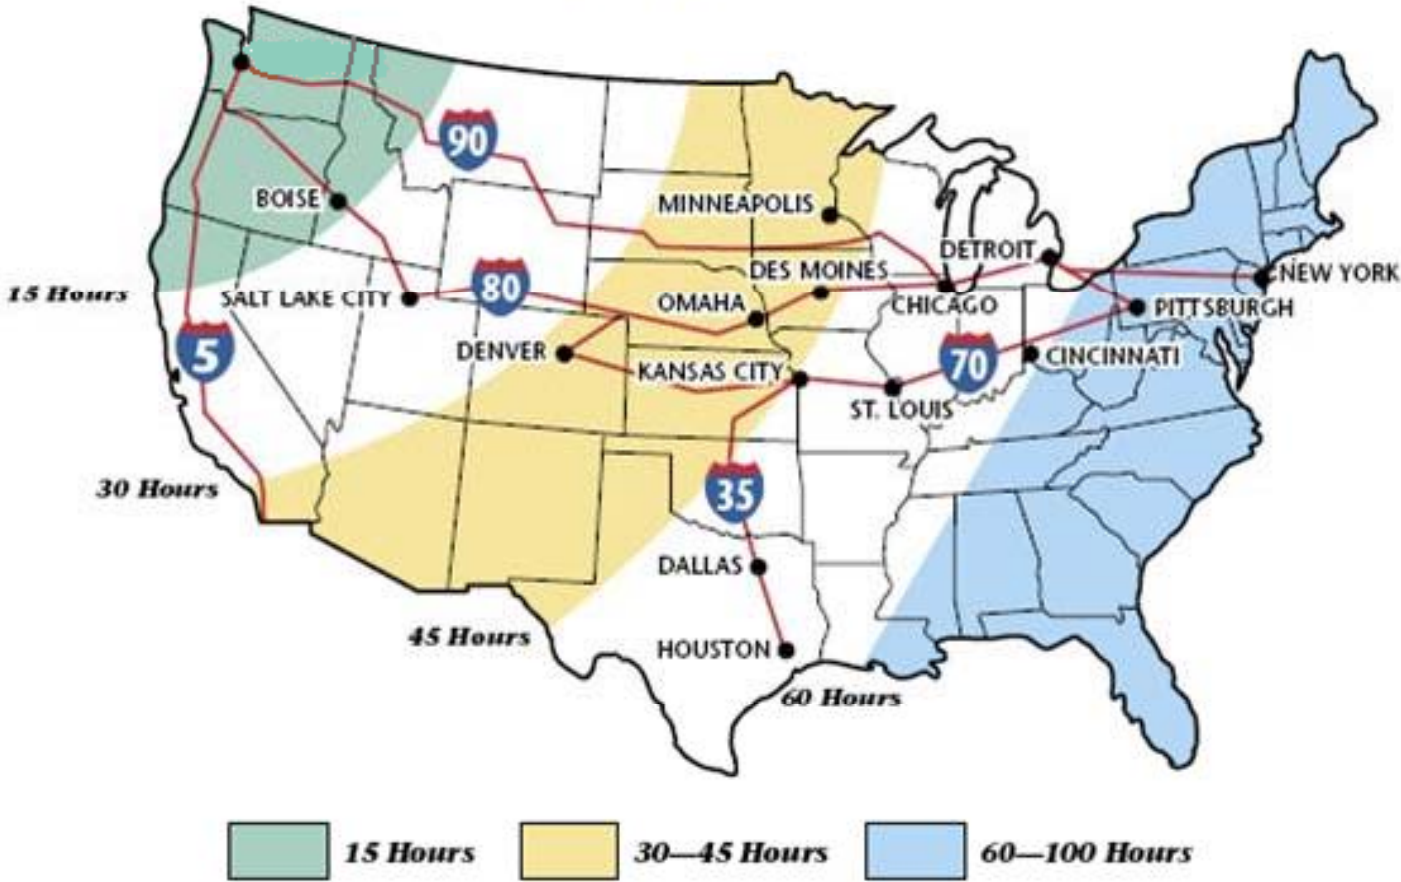 90
BOISE
MINNEAPOLIS
DETROIT
DES MOINES
NEW YORK
15 Hours
SALT LAKE CITY
80
OMAHA
CHICAGO
PITTSBURGH
5
DENVER
KANSAS CITY
70
CINCINNATI
ST. LOUIS
30 Hours
35
DALLAS
45 Hours
HOUSTON
60 Hours
15 Hours
30—45 Hours
60—100 Hours